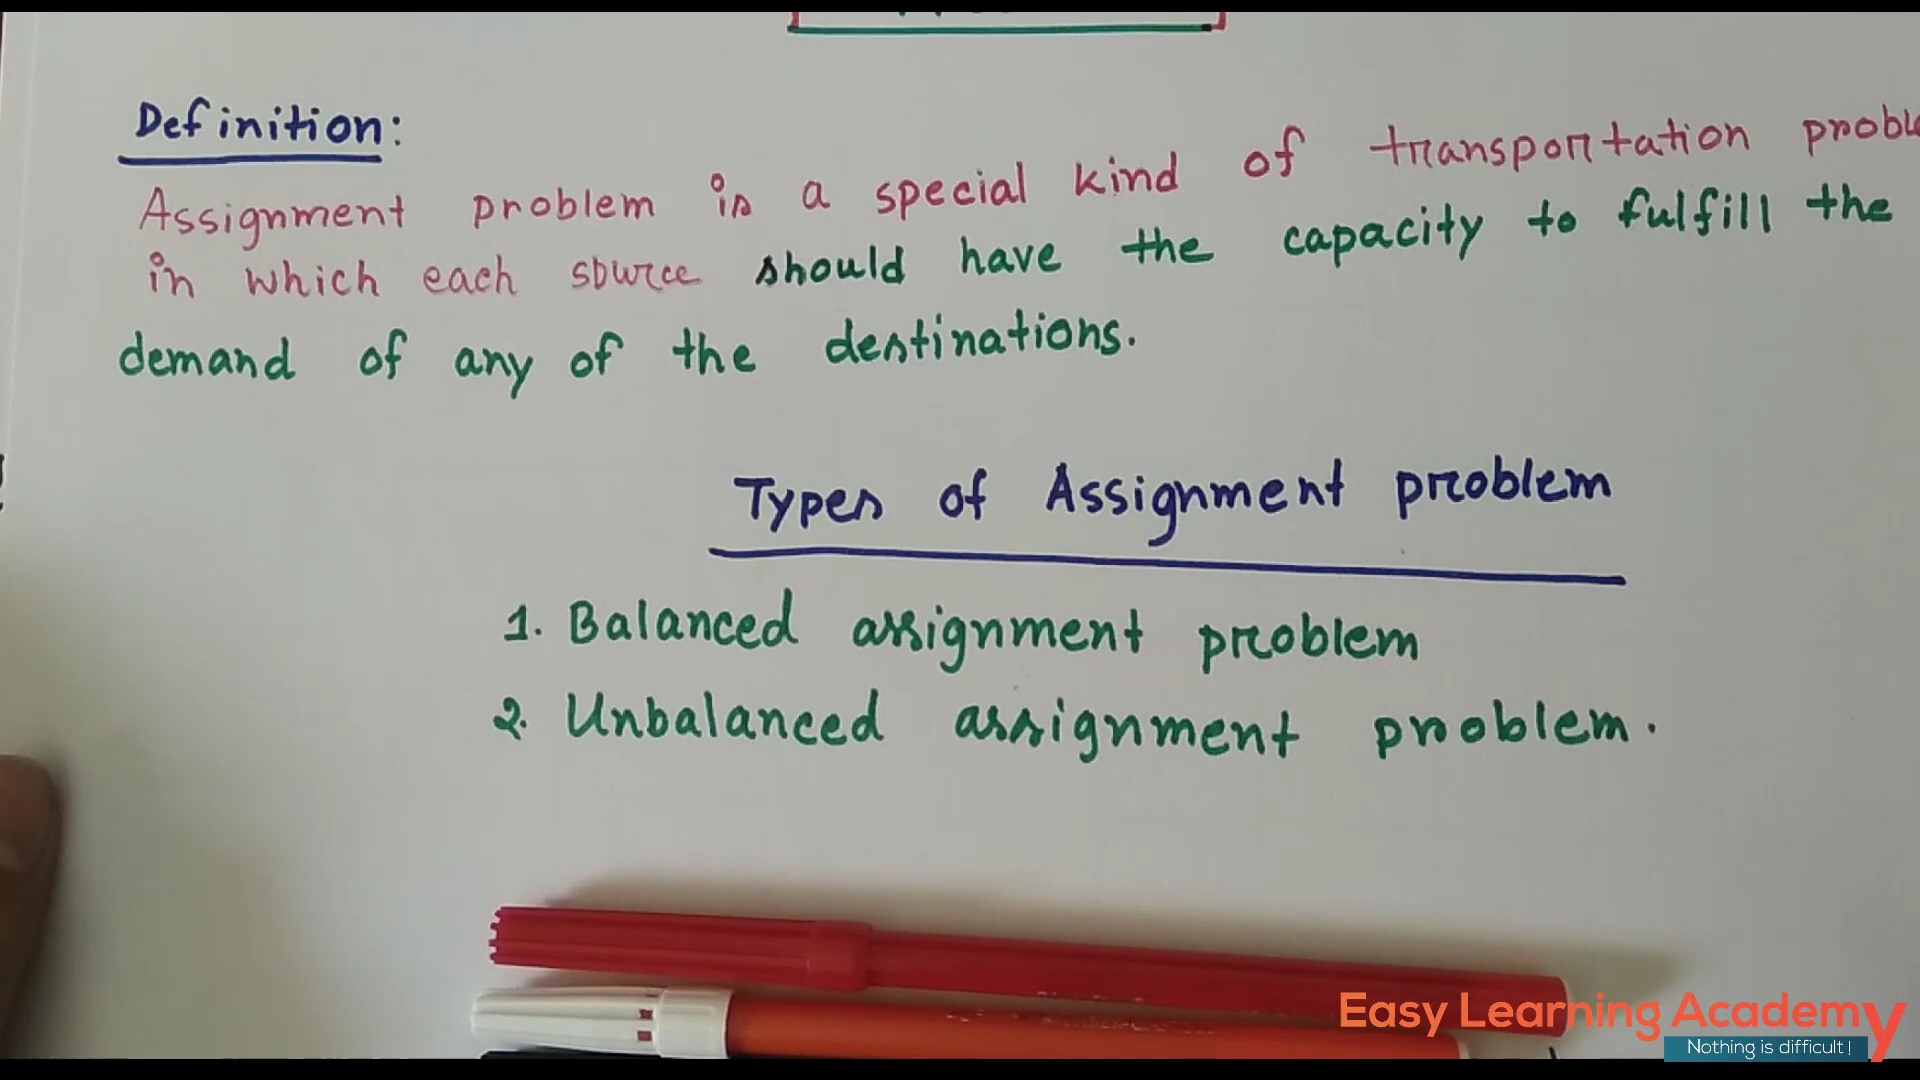 Definition:
Assignment problem is a special kind of transportation proble
in which each source should have the capacity to fulfill the
demand of any of the destinations.
Types of Assignment problem
1. Balanced assignment problem
2. Unbalanced assignment problem.
Easy Learning Academy
Nothing is difficult!